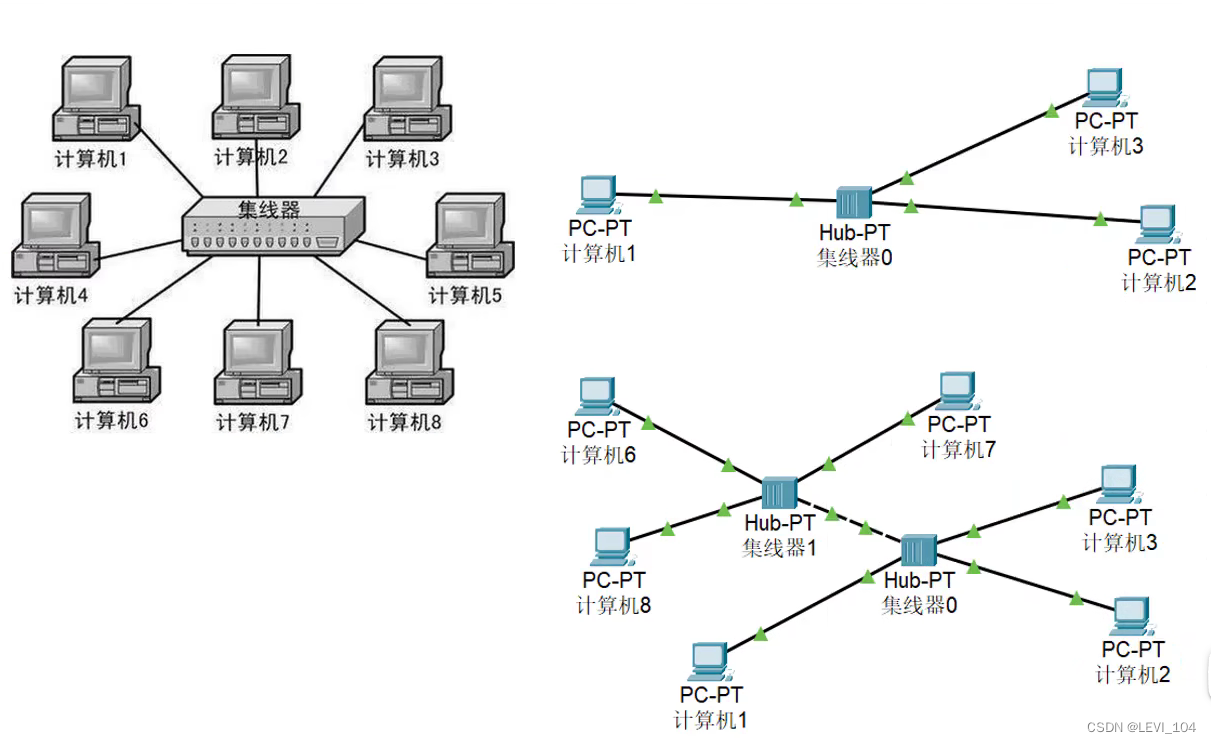 计算机1
计算机2
计算机3
集线器
计算机4
计算机5
计算机6
计算机7
计算机8
PC-PT
计算机3
PC-PT
计算机1
Hub-PT
集线器0
PC-PT
计算机2
PC-PT
计算机6
PC-PT
计算机7
Hub-PT
集线器1
PC-PT
计算机3
PC-PT
计算机8
Hub-PT
集线器0
PC-PT
计算机2
PC-PT
计算机1
CSDN @LEVI_104